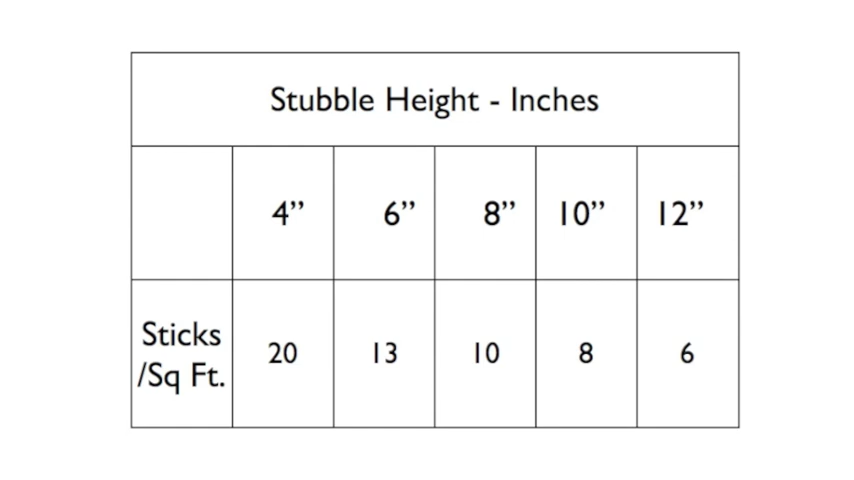 Stubble Height - Inches
4” 6” 8” 10” 12”
Sticks
/Sq Ft. 20 13 10 8 6